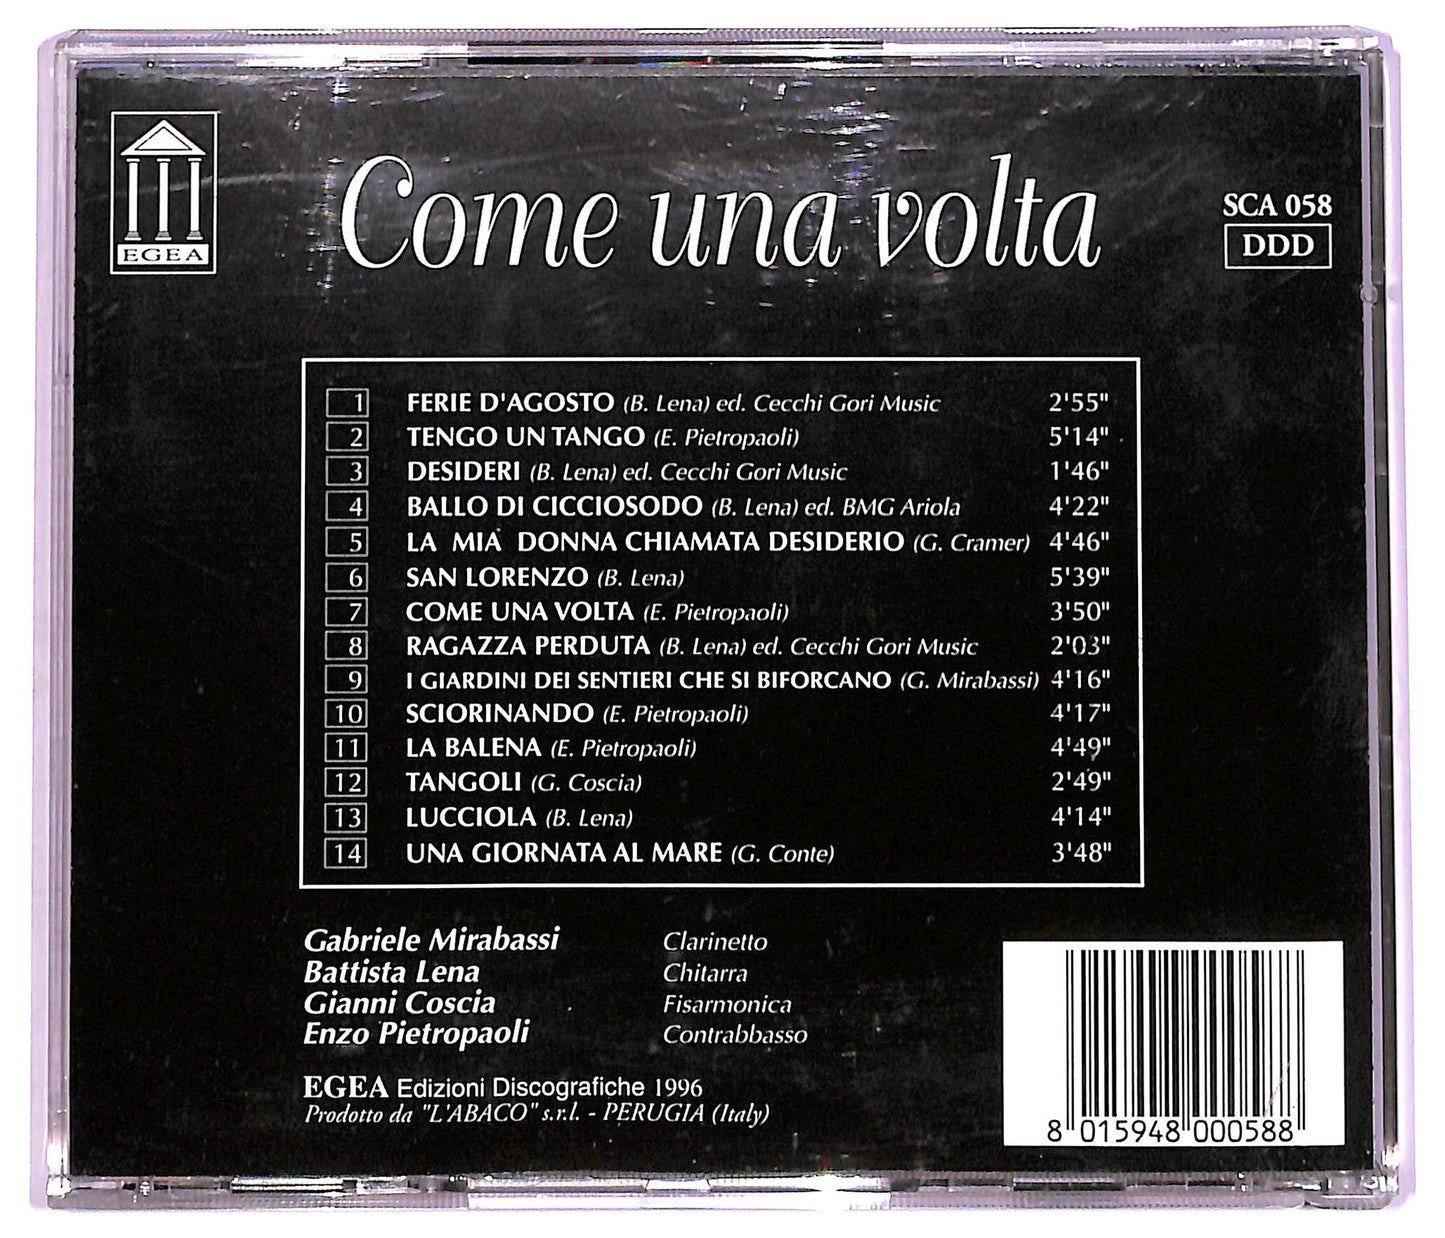 EGEA
Come una volta
SCA 058
DDD
1 FERIE D'AGOSTO (B. Lena) ed. Cecchi Gori Music 2'55"
2 TENGO UN TANGO (E. Pietropaoli) 5'14"
3 DESIDERI (B. Lena) ed. Cecchi Gori Music 1'46"
4 BALLO DI CICCIOSODO (B. Lena) ed. BMG Ariola 4'22"
5 LA MIA DONNA CHIAMATA DESIDERIO (G. Cramer) 4'46"
6 SAN LORENZO (B. Lena) 5'39"
7 COME UNA VOLTA (E. Pietropaoli) 3'50"
8 RAGAZZA PERDUTA (B. Lena) ed. Cecchi Gori Music 2'03"
9 I GIARDINI DEI SENTIERI CHE SI BIFORCANO (G. Mirabassi) 4'16"
10 SCIORINANDO (E. Pietropaoli) 4'17"
11 LA BALENA (E. Pietropaoli) 4'49"
12 TANGOLI (G. Coscia) 2'49"
13 LUCCIOLA (B. Lena) 4'14"
14 UNA GIORNATA AL MARE (G. Conte) 3'48"
Gabriele Mirabassi Clarinetto
Battista Lena Chitarra
Gianni Coscia Fisarmonica
Enzo Pietropaoli Contrabbasso
EGEA Edizioni Discografiche 1996
Prodotto da "L'ABACO" s.r.l. - PERUGIA (Italy)
8 015948 000588